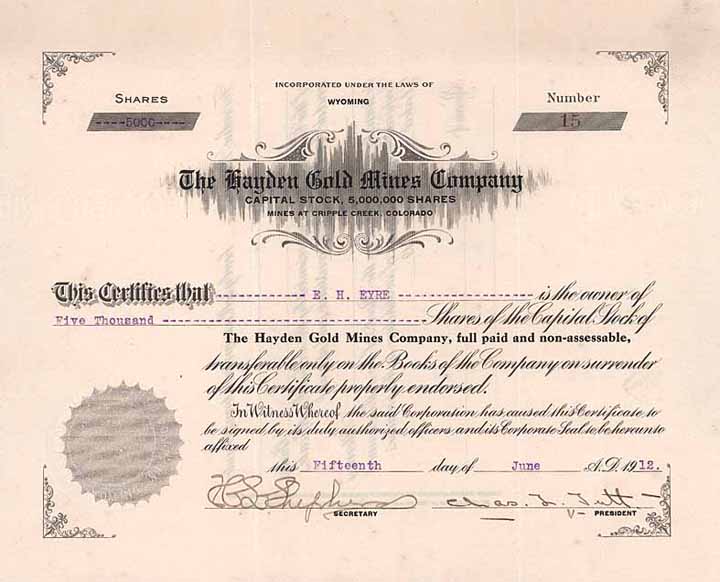 INCORPORATED UNDER THE LAWS OF
WYOMING
SHARES
----5000----
Number
15
The Hayden Gold Mines Company
CAPITAL STOCK, 5,000,000 SHARES
MINES AT CRIPPLE CREEK, COLORADO
This Certifies that ------------- E. H. EYRE ------------------- is the owner of
Five Thousand ------------------------------------ Shares of the Capital Stock of
The Hayden Gold Mines Company, full paid and non-assessable,
transferable only on the Books of the Company on surrender
of this Certificate properly endorsed.
In Witness Whereof, the said Corporation has caused this Certificate to
be signed by its duly authorized officers, and its Corporate Seal to be hereunto
affixed
this Fifteenth day of June A.D. 1912.
Chas. L. Tutt
SECRETARY
V- PRESIDENT